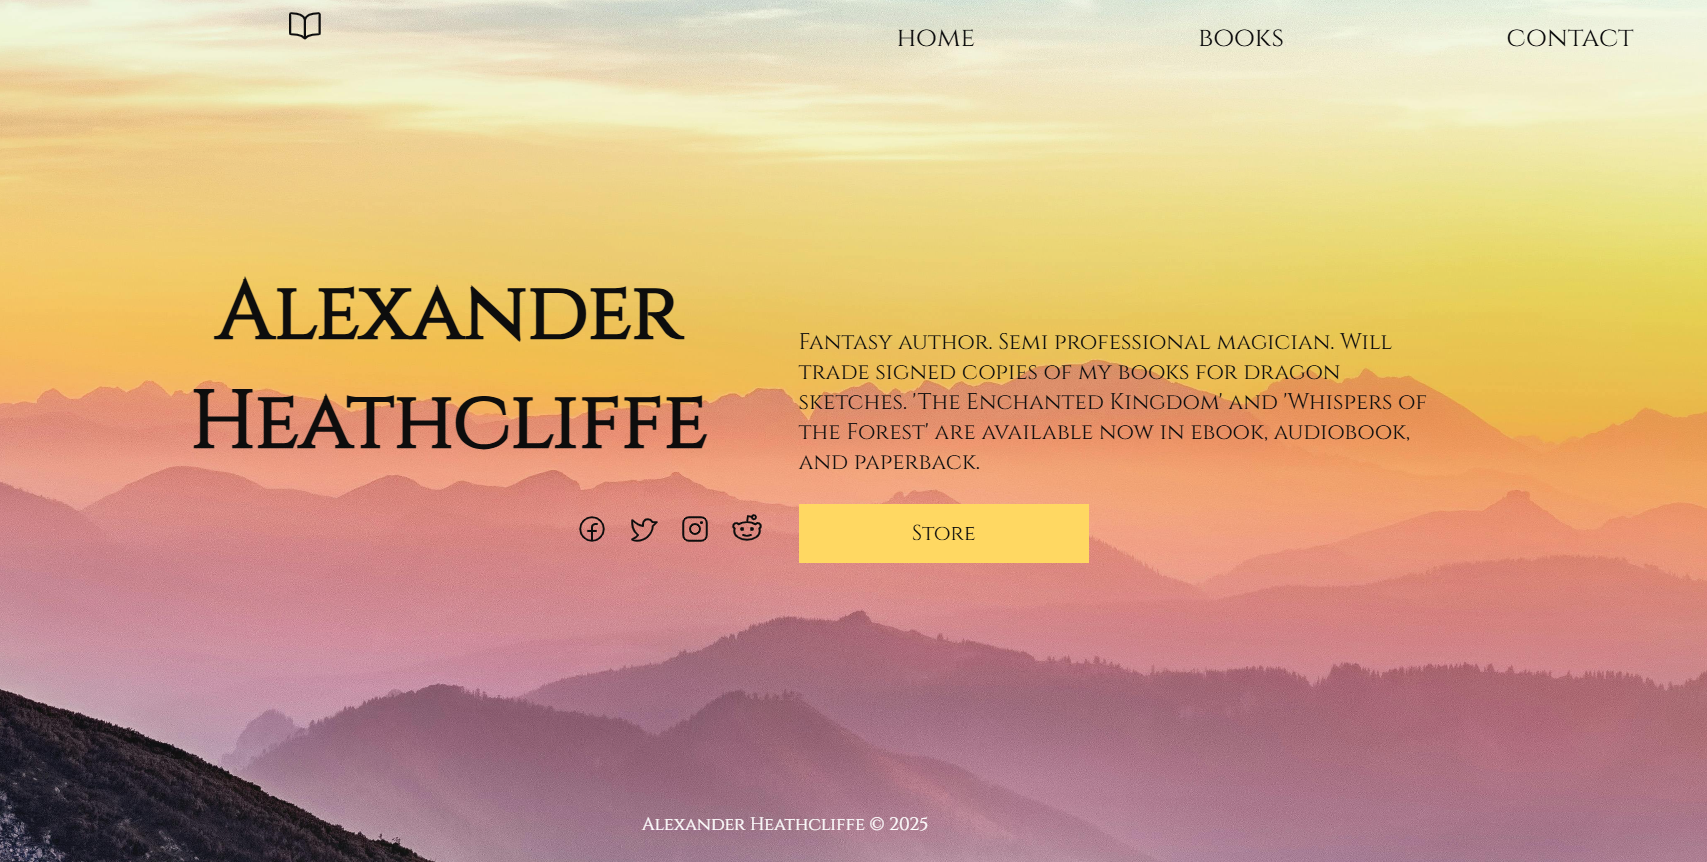 HOME
BOOKS
CONTACT
Alexander
Heathcliffe
Fantasy author. Semi professional magician. Will
trade signed copies of my books for dragon
sketches. 'The Enchanted Kingdom' and 'Whispers of
the Forest' are available now in ebook, audiobook,
and paperback.
Store
Alexander Heathcliffe © 2025